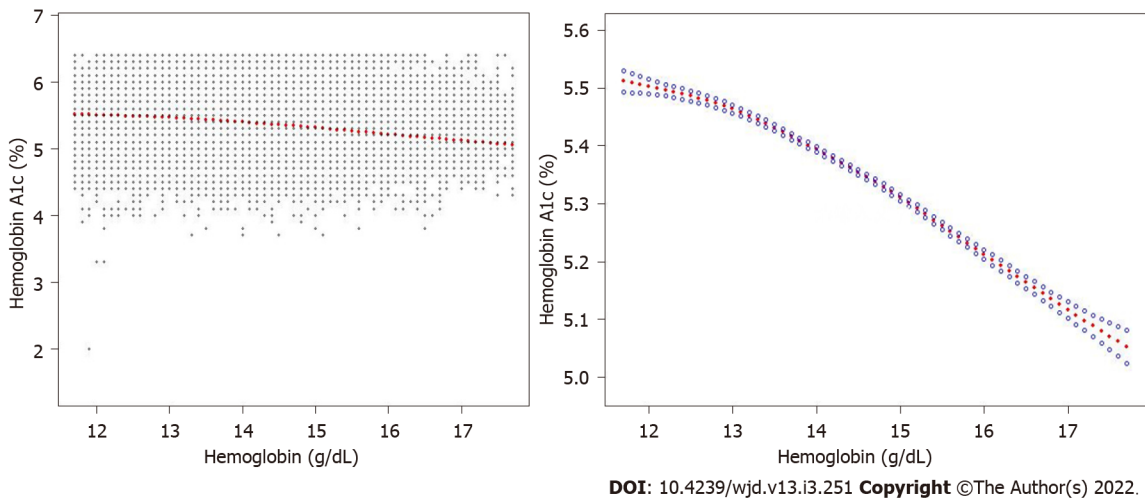 7
6
5
4
3
2
Hemoglobin A1c (%)
12 13 14 15 16 17
Hemoglobin (g/dL)
5.6
5.5
5.4
5.3
5.2
5.1
5.0
Hemoglobin A1c (%)
12 13 14 15 16 17
Hemoglobin (g/dL)
DOI: 10.4239/wjd.v13.i3.251 Copyright ©The Author(s) 2022.